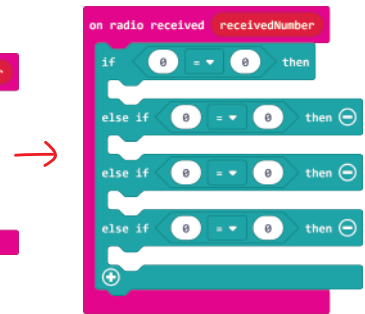 on radio received receivedNumber
if 0 = 0 then
else if 0 = 0 then
else if 0 = 0 then
else if 0 = 0 then